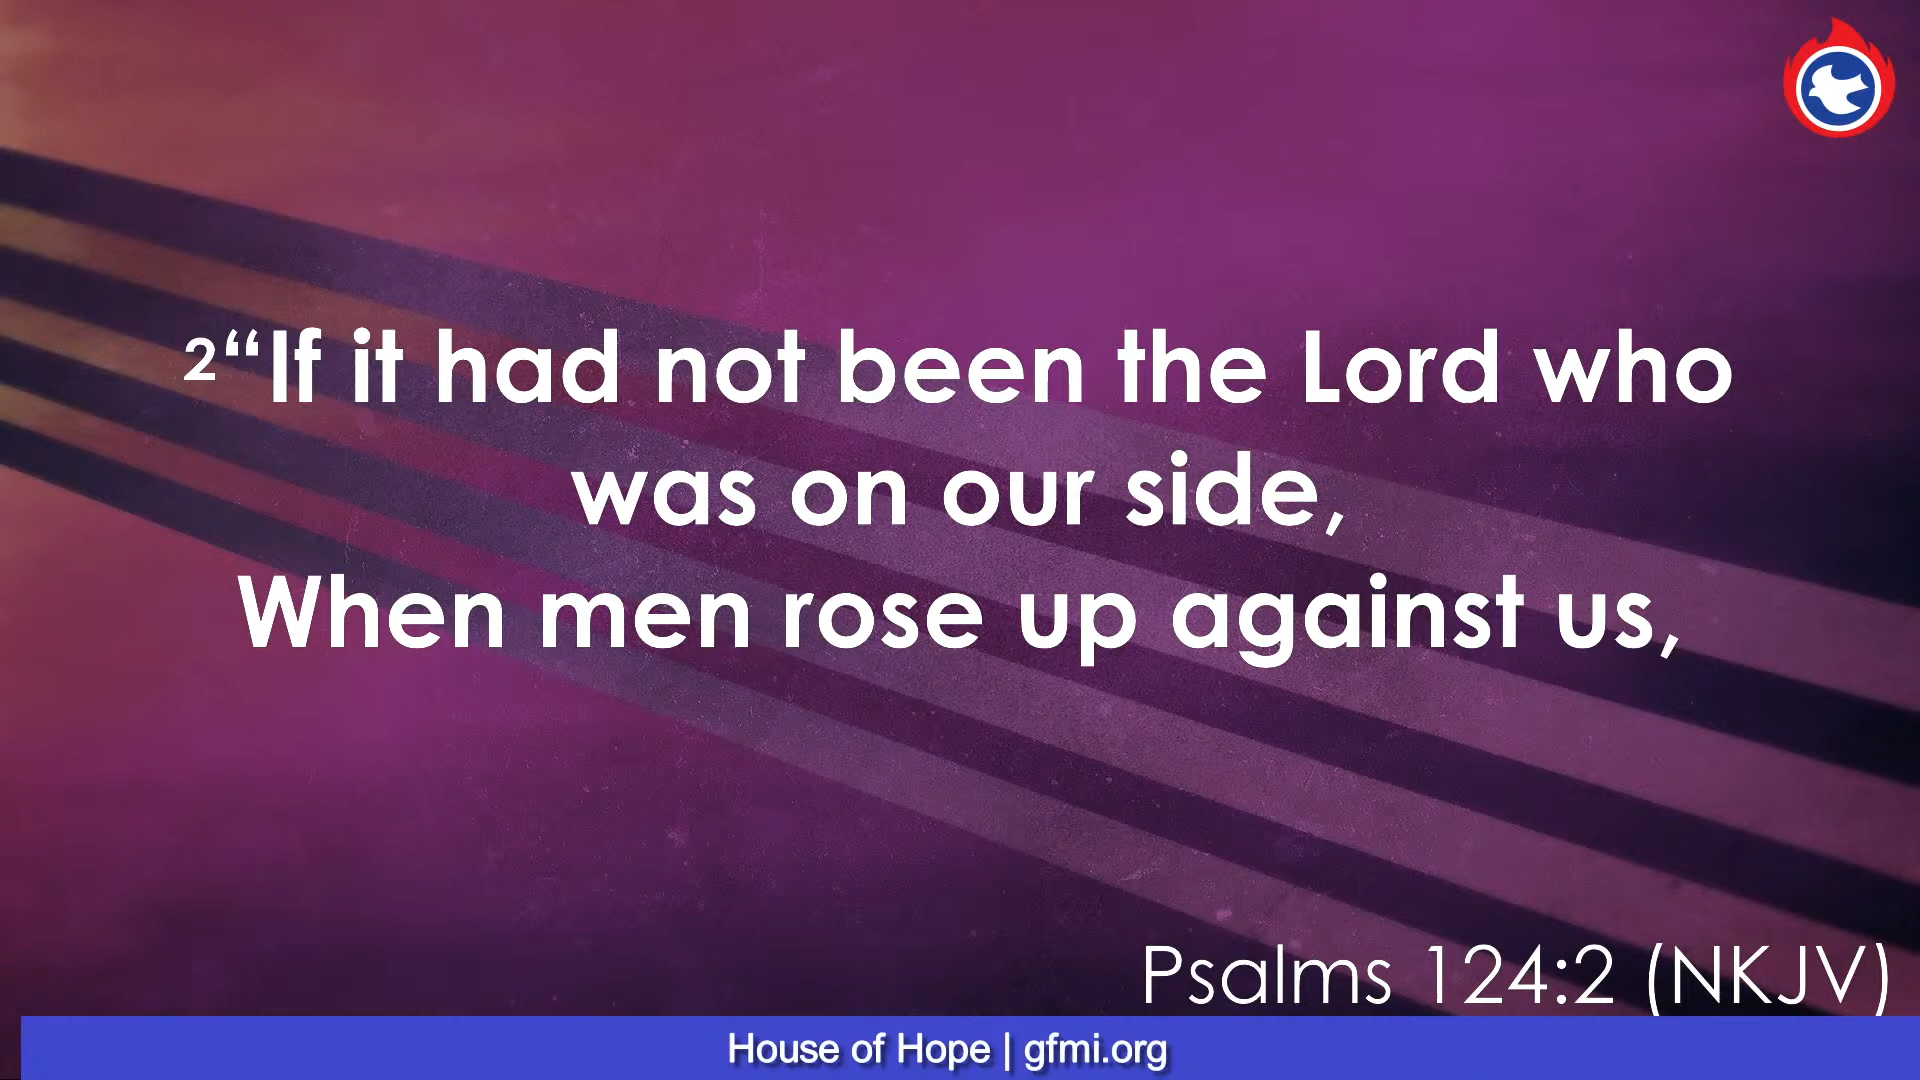 2“If it had not been the Lord who
was on our side,
When men rose up against us,
Psalms 124:2 (NKJV)
House of Hope | gfmi.org